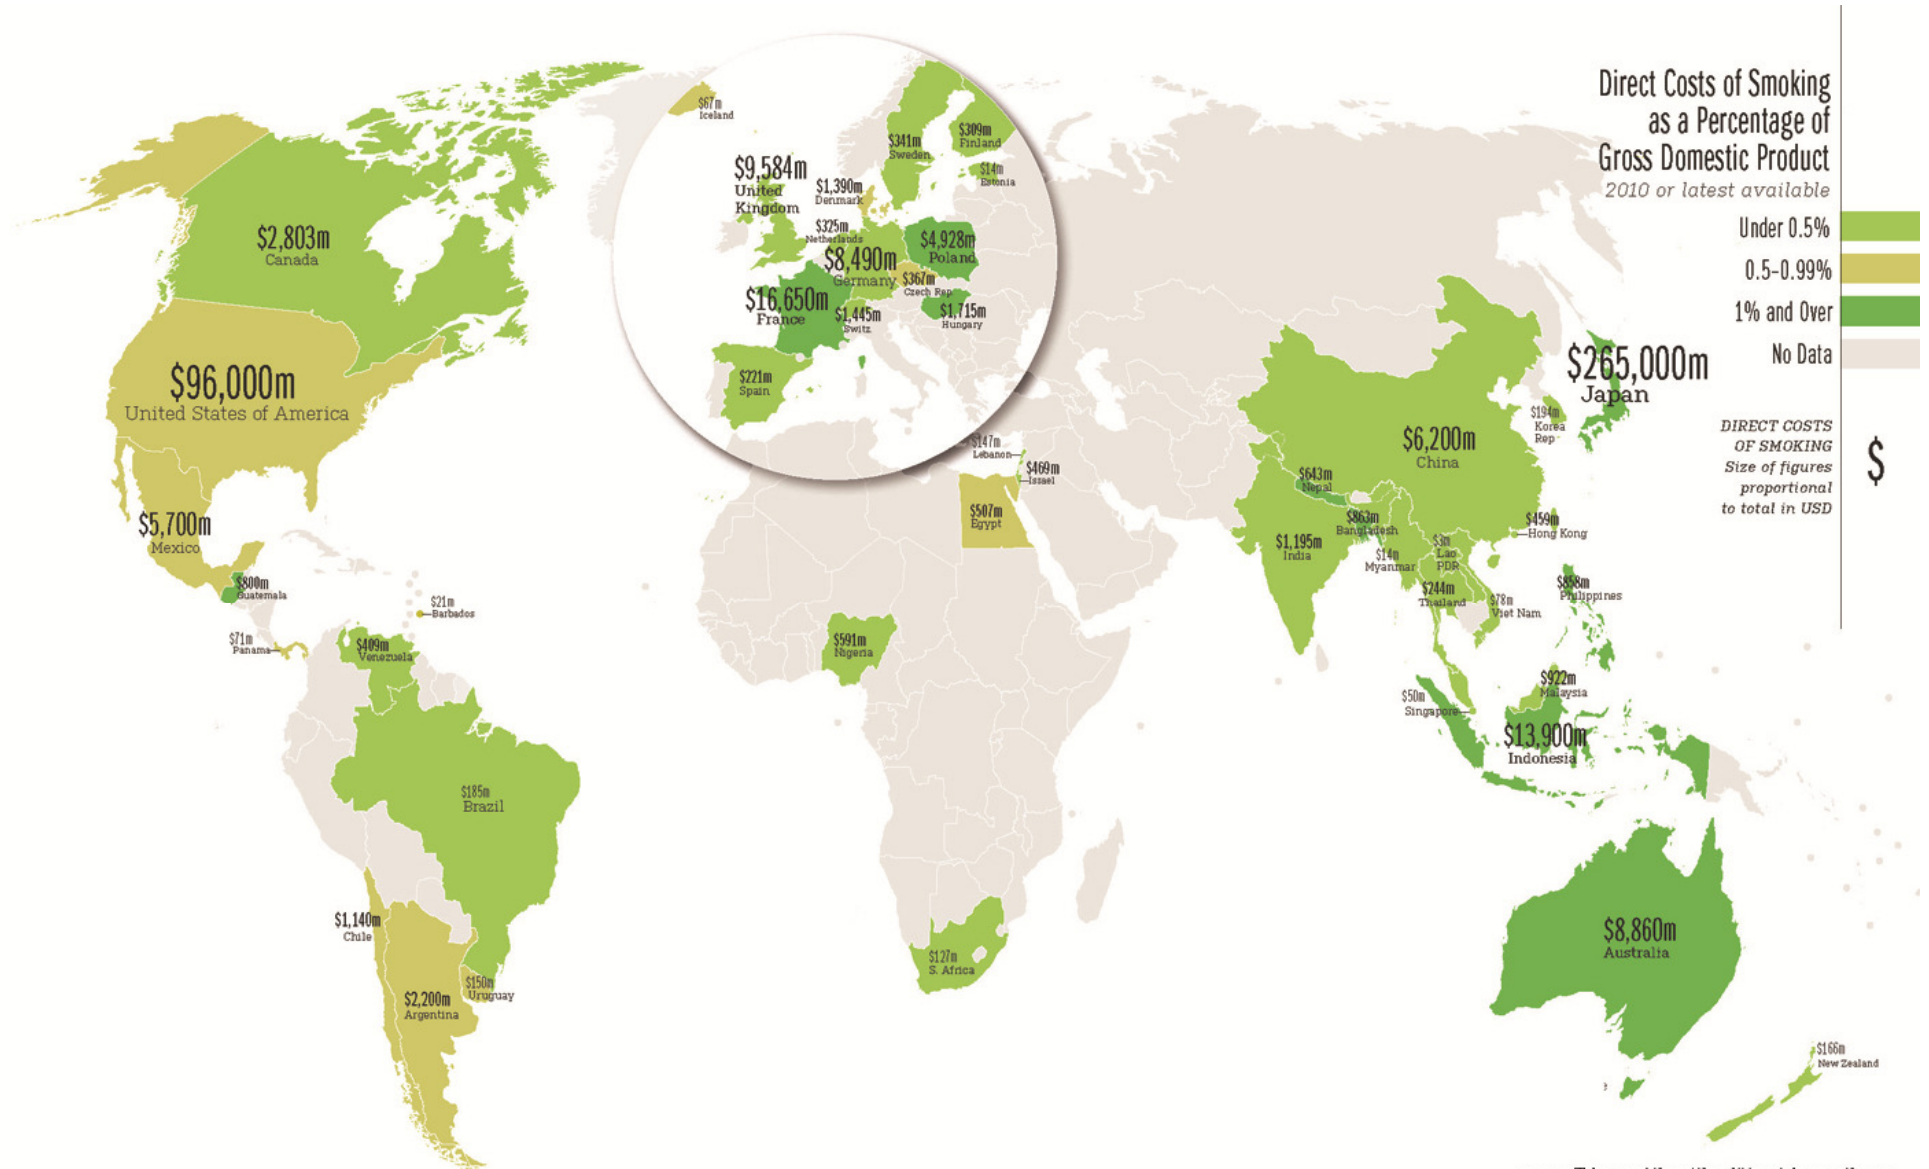 Direct Costs of Smoking
as a Percentage of
Gross Domestic Product
2010 or latest available
Under 0.5%
0.5-0.99%
1% and Over
No Data
DIRECT COSTS
OF SMOKING
Size of figures
proportional
to total in USD
$
$67m
Iceland
$341m
Sweden
$309m
Finland
$14m
Estonia
$9,584m
United
Kingdom
$1,390m
Denmark
$325m
Netherlands
$8,490m
Germany
$4,928m
Poland
$367m
Czech Rep.
$16,650m
France
$1,445m
Switz.
$1,715m
Hungary
$221m
Spain
$2,803m
Canada
$96,000m
United States of America
$5,700m
Mexico
$800m
Guatemala
$21m
Barbados
$71m
Panama
$409m
Venezuela
$185m
Brazil
$1,140m
Chile
$2,200m
Argentina
$150m
Uruguay
$147m
Lebanon
$469m
Israel
$507m
Egypt
$591m
Nigeria
$127m
S. Africa
$265,000m
Japan
$194m
Korea
Rep
$6,200m
China
$643m
Nepal
$863m
Bangladesh
$1,195m
India
$14m
Myanmar
$3m
Lao
PDR
$459m
Hong Kong
$244m
Thailand
$78m
Viet Nam
$858m
Philippines
$922m
Malaysia
$50m
Singapore
$13,900m
Indonesia
$8,860m
Australia
$166m
New Zealand